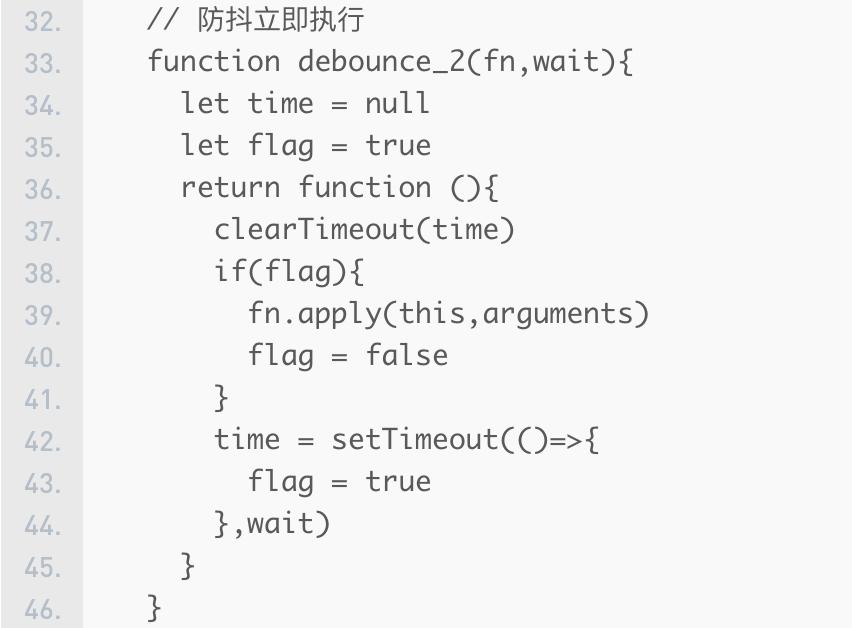 32.    // 防抖立即执行
33.    function debounce_2(fn,wait){
34.      let time = null
35.      let flag = true
36.      return function (){
37.        clearTimeout(time)
38.        if(flag){
39.          fn.apply(this,arguments)
40.          flag = false
41.        }
42.        time = setTimeout(()=>{
43.          flag = true
44.        },wait)
45.      }
46.    }